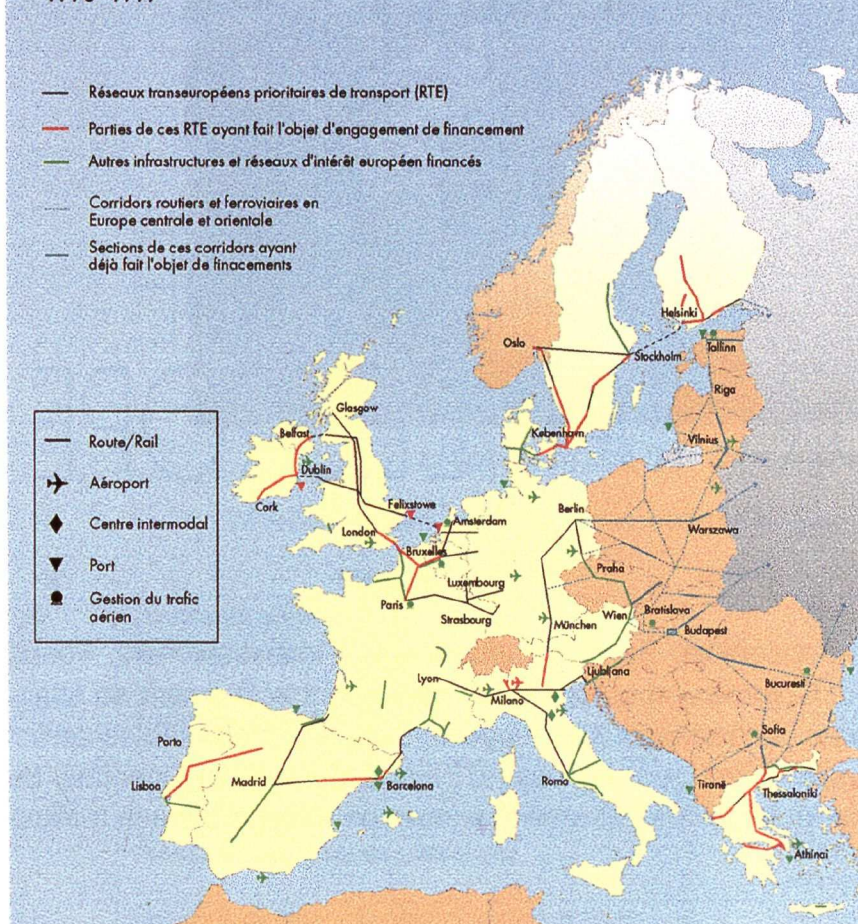 Réseaux transeuropéens prioritaires de transport (RTE)
Parties de ces RTE ayant fait l'objet d'engagement de financement
Autres infrastructures et réseaux d'intérêt européen financés
Corridors routiers et ferroviaires en
Europe centrale et orientale
Sections de ces corridors ayant
déjà fait l'objet de finacements
Route/Rail
Aéroport
Centre intermodal
Port
Gestion du trafic
aérien
Helsinki
Oslo
Stockholm
Tallinn
Riga
Glasgow
Belfast
København
Vilnius
Dublin
Cork
Felixstowe
Amsterdam
Berlin
Warszawa
London
Bruxelles
Praha
Luxembourg
Paris
Wien
Bratislava
Strasbourg
München
Budapest
Lyon
Ljubljana
Milano
Bucuresti
Porto
Sofia
Lisboa
Madrid
Barcelona
Roma
Tiranë
Thessaloniki
Athinai